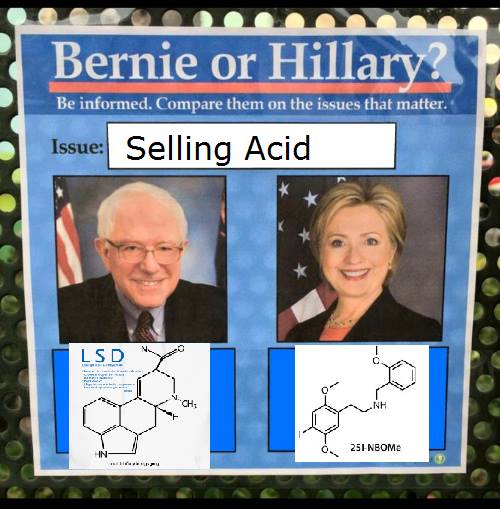 Bernie or Hillary?
Be informed. Compare them on the issues that matter.
Issue: Selling Acid
LSD
N
O
N
CH₃
H
HN
O
O
NH
I
O
25I-NBOMe